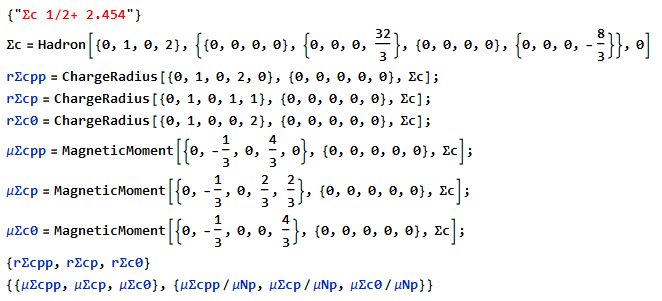 {"Σc 1/2+ 2.454"}
Σc = Hadron[{0, 1, 0, 2}, {{0, 0, 0, 0}, {0, 0, 0, 32/3}, {0, 0, 0, 0}, {0, 0, 0, -8/3}}, 0]
rΣcpp = ChargeRadius[{0, 1, 0, 2, 0}, {0, 0, 0, 0, 0}, Σc];
rΣcp = ChargeRadius[{0, 1, 0, 1, 1}, {0, 0, 0, 0, 0}, Σc];
rΣc0 = ChargeRadius[{0, 1, 0, 0, 2}, {0, 0, 0, 0, 0}, Σc];
μΣcpp = MagneticMoment[{0, -1/3, 0, 4/3, 0}, {0, 0, 0, 0, 0}, Σc];
μΣcp = MagneticMoment[{0, -1/3, 0, 2/3, 2/3}, {0, 0, 0, 0, 0}, Σc];
μΣc0 = MagneticMoment[{0, -1/3, 0, 0, 4/3}, {0, 0, 0, 0, 0}, Σc];
{rΣcpp, rΣcp, rΣc0}
{{μΣcpp, μΣcp, μΣc0}, {μΣcpp/μNp, μΣcp/μNp, μΣc0/μNp}}